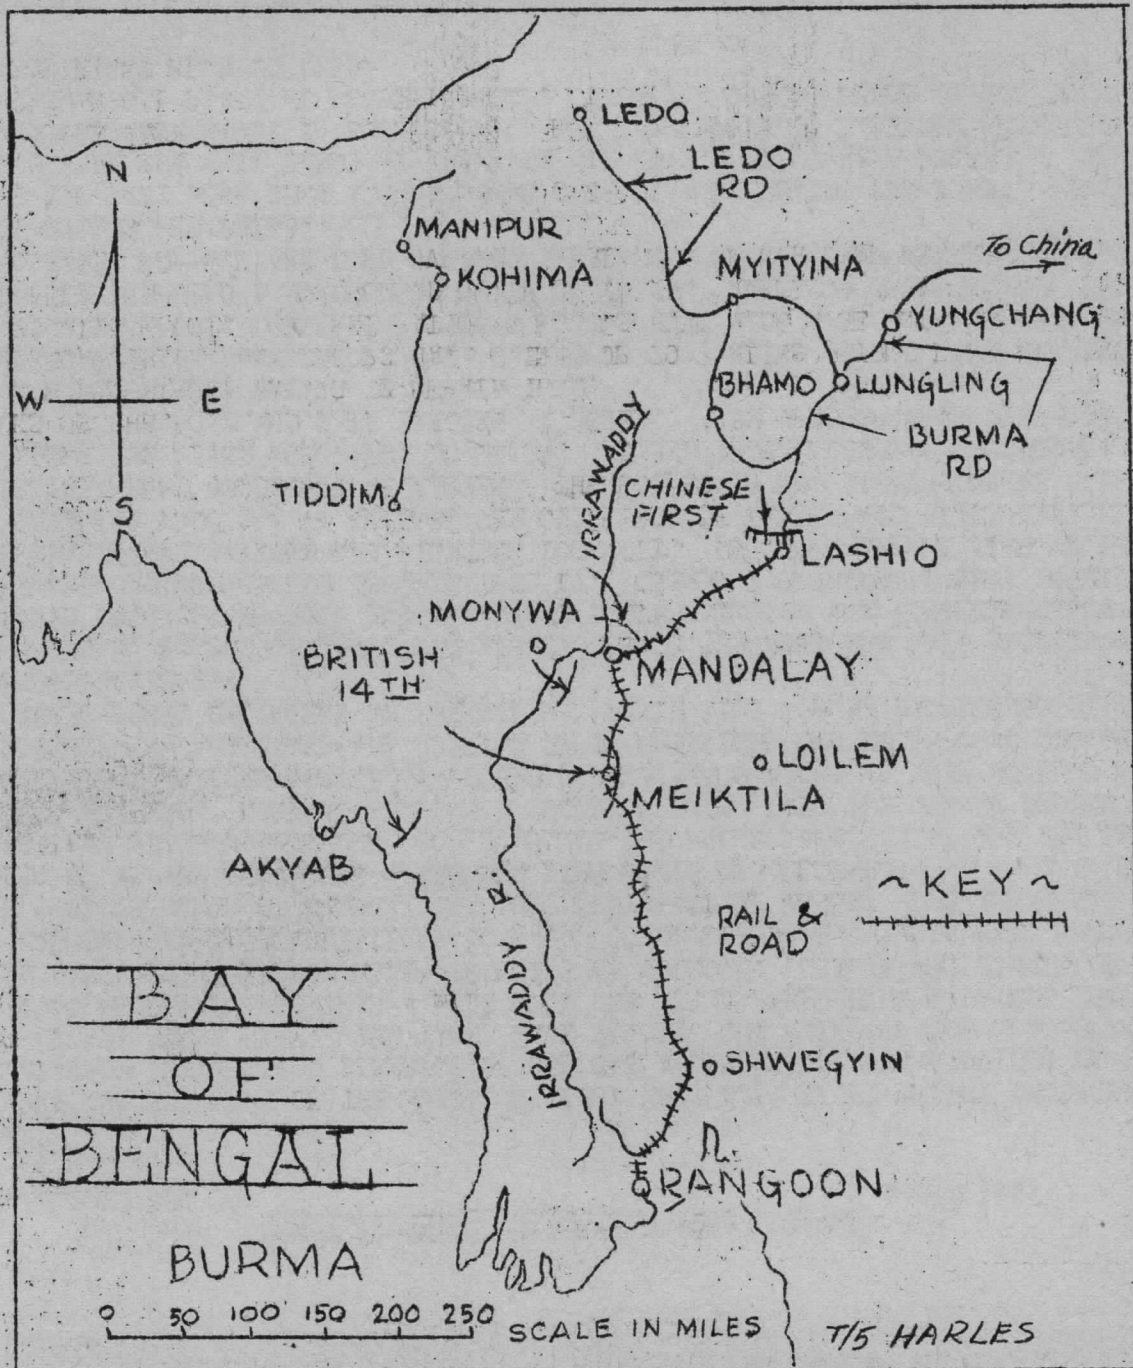 LEDO
LEDO
RD
N
MANIPUR
KOHIMA
To China
MYITYINA
YUNGCHANG
W E
BHAMO
LUNGLING
BURMA
RD
IRRAWADDY
TIDDIM
CHINESE
FIRST
S
LASHIO
MONYWA
BRITISH
14TH
MANDALAY
LOILEM
MEIKTILA
AKYAB
~ KEY ~
RAIL &
ROAD
IRRAWADDY R.
BAY
OF
BENGAL
SHWEGYIN
RANGOON
BURMA
0 50 100 150 200 250
SCALE IN MILES
T/5 HARLES